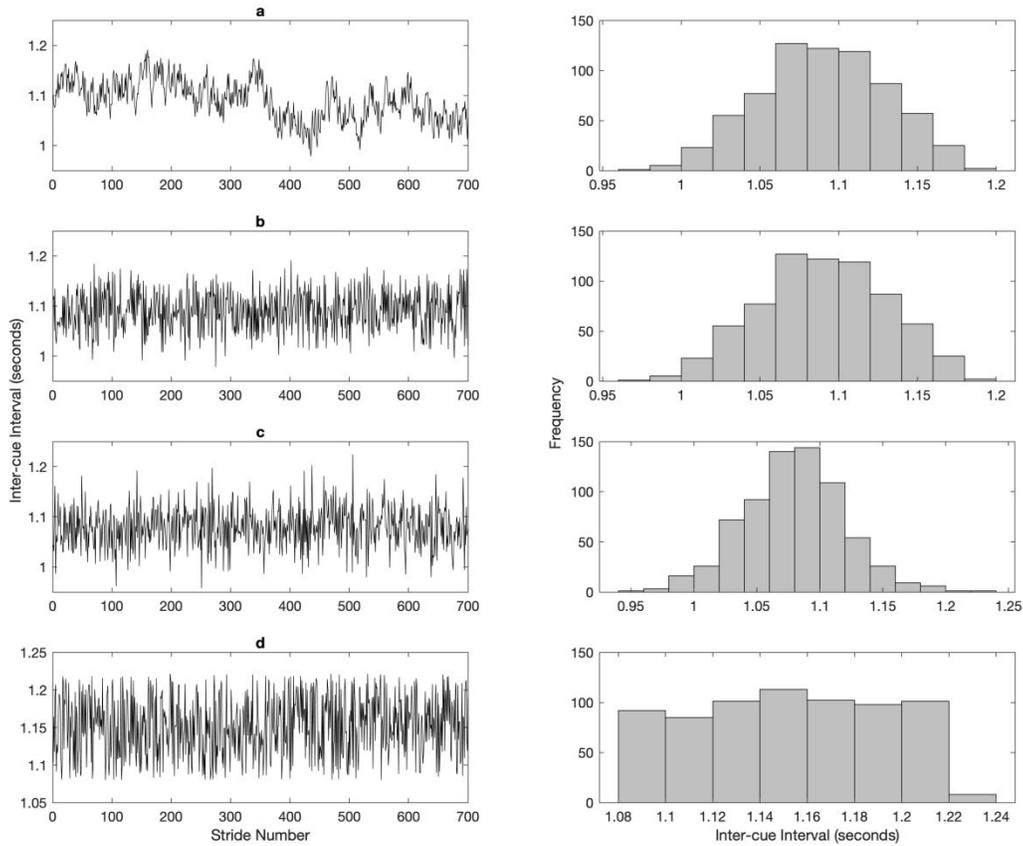 a
1.2
1.1
1
0 100 200 300 400 500 600 700
150
100
50
0
0.95 1 1.05 1.1 1.15 1.2
b
1.2
1.1
1
0 100 200 300 400 500 600 700
150
100
50
0
0.95 1 1.05 1.1 1.15 1.2
Inter-cue Interval (seconds)
Frequency
c
1.2
1.1
1
0 100 200 300 400 500 600 700
150
100
50
0
0.95 1 1.05 1.1 1.15 1.2 1.25
d
1.25
1.2
1.15
1.1
1.05
0 100 200 300 400 500 600 700
Stride Number
150
100
50
0
1.08 1.1 1.12 1.14 1.16 1.18 1.2 1.22 1.24
Inter-cue Interval (seconds)